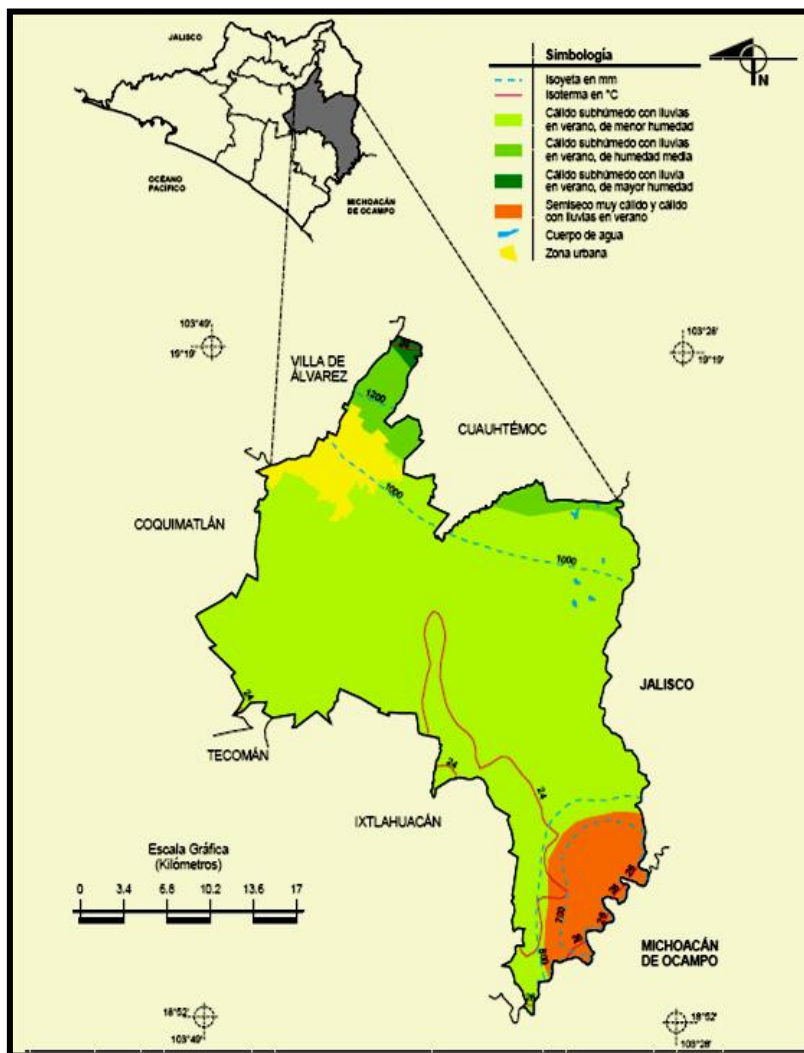 JALISCO
OCÉANO
PACÍFICO
MICHOACÁN
DE OCAMPO
N
Simbología
Isoyeta en mm
Isoterma en °C
Cálido subhúmedo con lluvias
en verano, de menor humedad
Cálido subhúmedo con lluvias
en verano, de humedad media
Cálido subhúmedo con lluvia
en verano, de mayor humedad
Semiseco muy cálido y cálido
con lluvias en verano
Cuerpo de agua
Zona urbana
103°49'
19°19'
103°28'
19°19'
VILLA DE
ÁLVAREZ
1200
CUAUHTÉMOC
1000
COQUIMATLÁN
1000
JALISCO
24
TECOMÁN
24
24
IXTLAHUACÁN
Escala Gráfica
(Kilómetros)
0 3.4 6.8 10.2 13.6 17
700
800
26
26
MICHOACÁN
DE OCAMPO
18°52'
103°49'
18°52'
103°28'